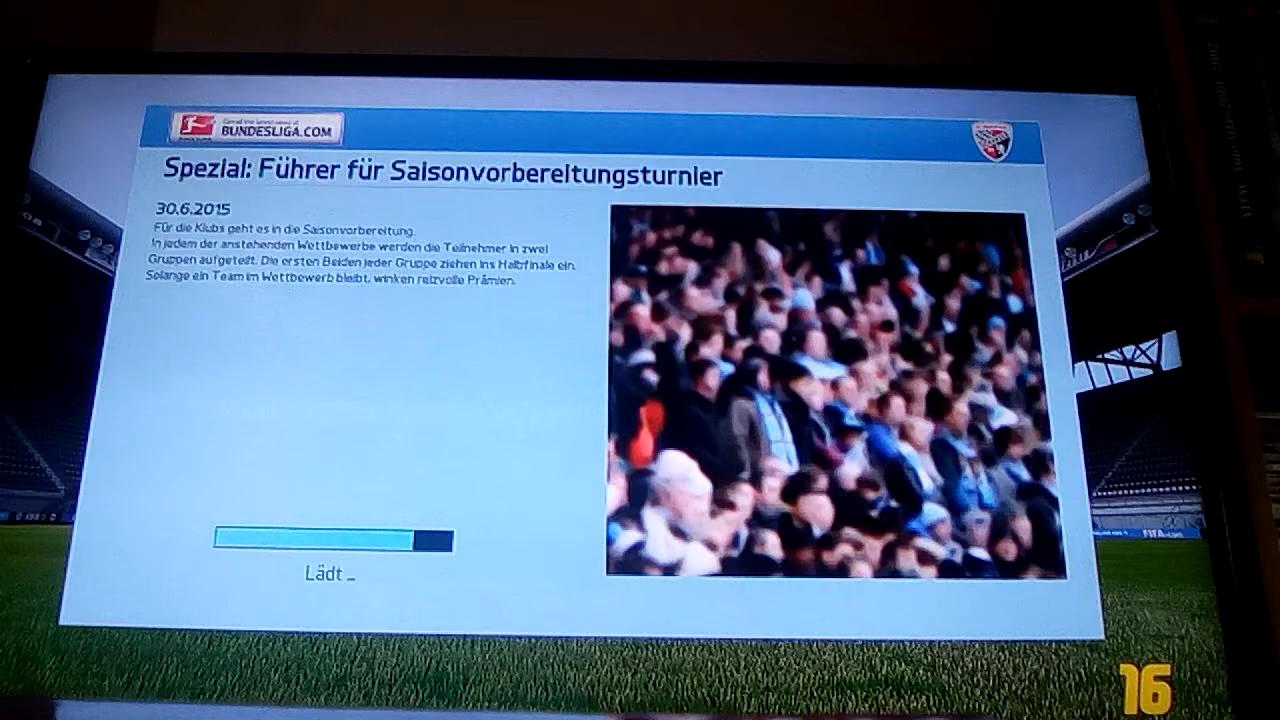 BUNDESLIGA.COM
Spezial: Führer für Saisonvorbereitungsturnier
30.6.2015
Für die Klubs geht es in die Saisonvorbereitung.
In jedem der anstehenden Wettbewerbe werden die Teilnehmer in zwei
Gruppen aufgeteilt. Die ersten Beiden jeder Gruppe ziehen ins Halbfinale ein.
Solange ein Team im Wettbewerb bleibt, winken reizvolle Prämien.
Lädt ...
FIFA.com
16